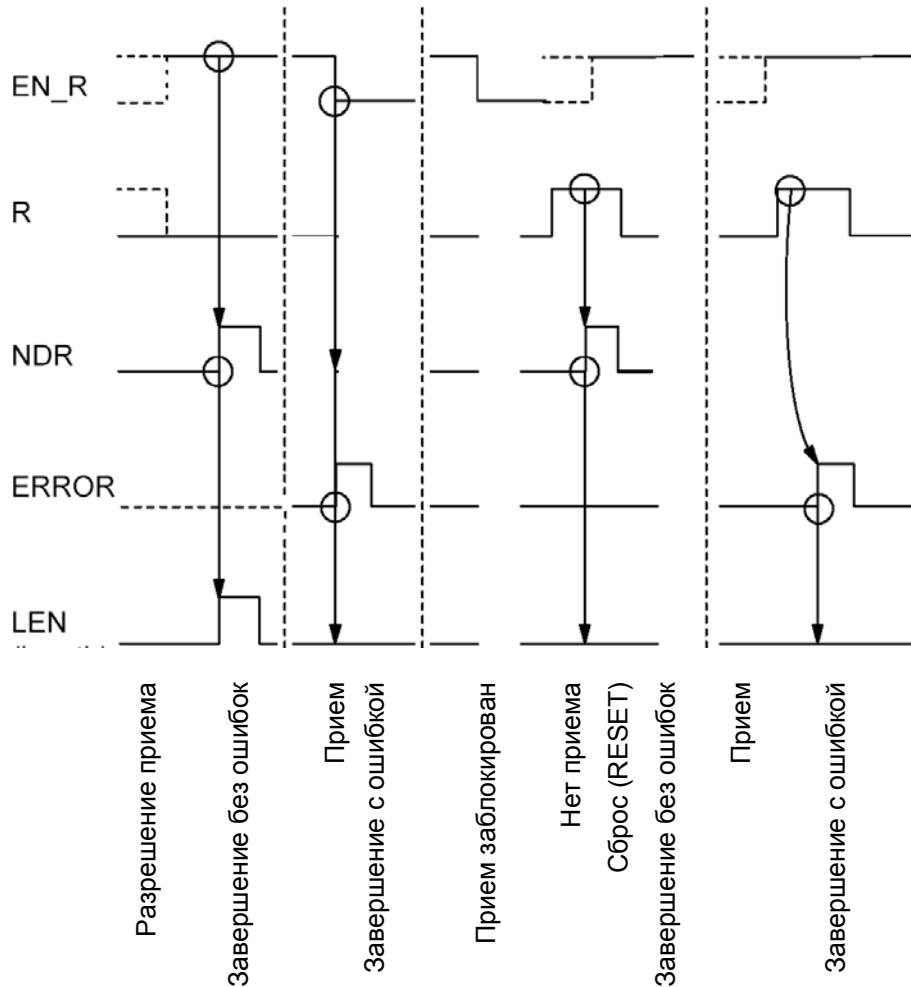 EN_R
R
NDR
ERROR
LEN
Разрешение приема
Завершение без ошибок
Прием
Завершение с ошибкой
Прием заблокирован
Нет приема
Сброс (RESET)
Завершение без ошибок
Прием
Завершение с ошибкой